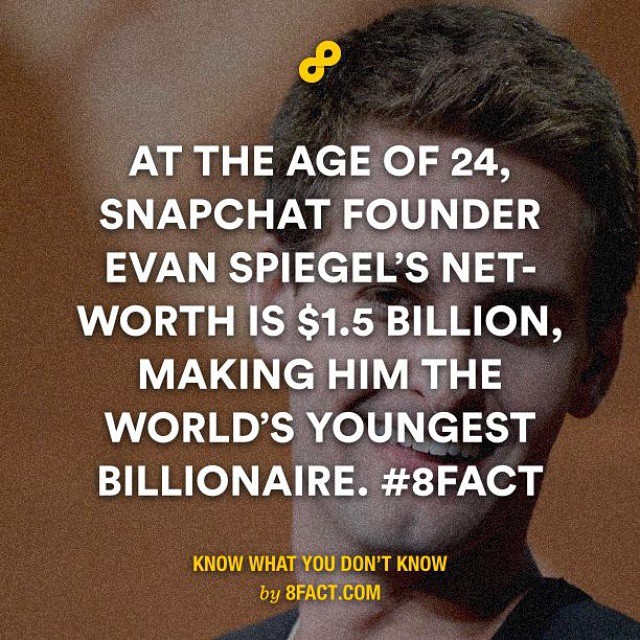 AT THE AGE OF 24,
SNAPCHAT FOUNDER
EVAN SPIEGEL’S NET-
WORTH IS $1.5 BILLION,
MAKING HIM THE
WORLD’S YOUNGEST
BILLIONAIRE. #8FACT
KNOW WHAT YOU DON’T KNOW
by 8FACT.COM